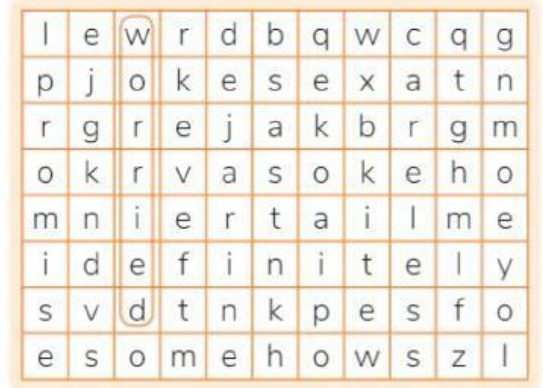 l e w r d b q w c q g
p j o k e s e x a t n
r g r e j a k b r g m
o k r v a s o k e h o
m n i e r t a i l m e
i d e f i n i t e l y
s v d t n k p e s f o
e s o m e h o w s z l